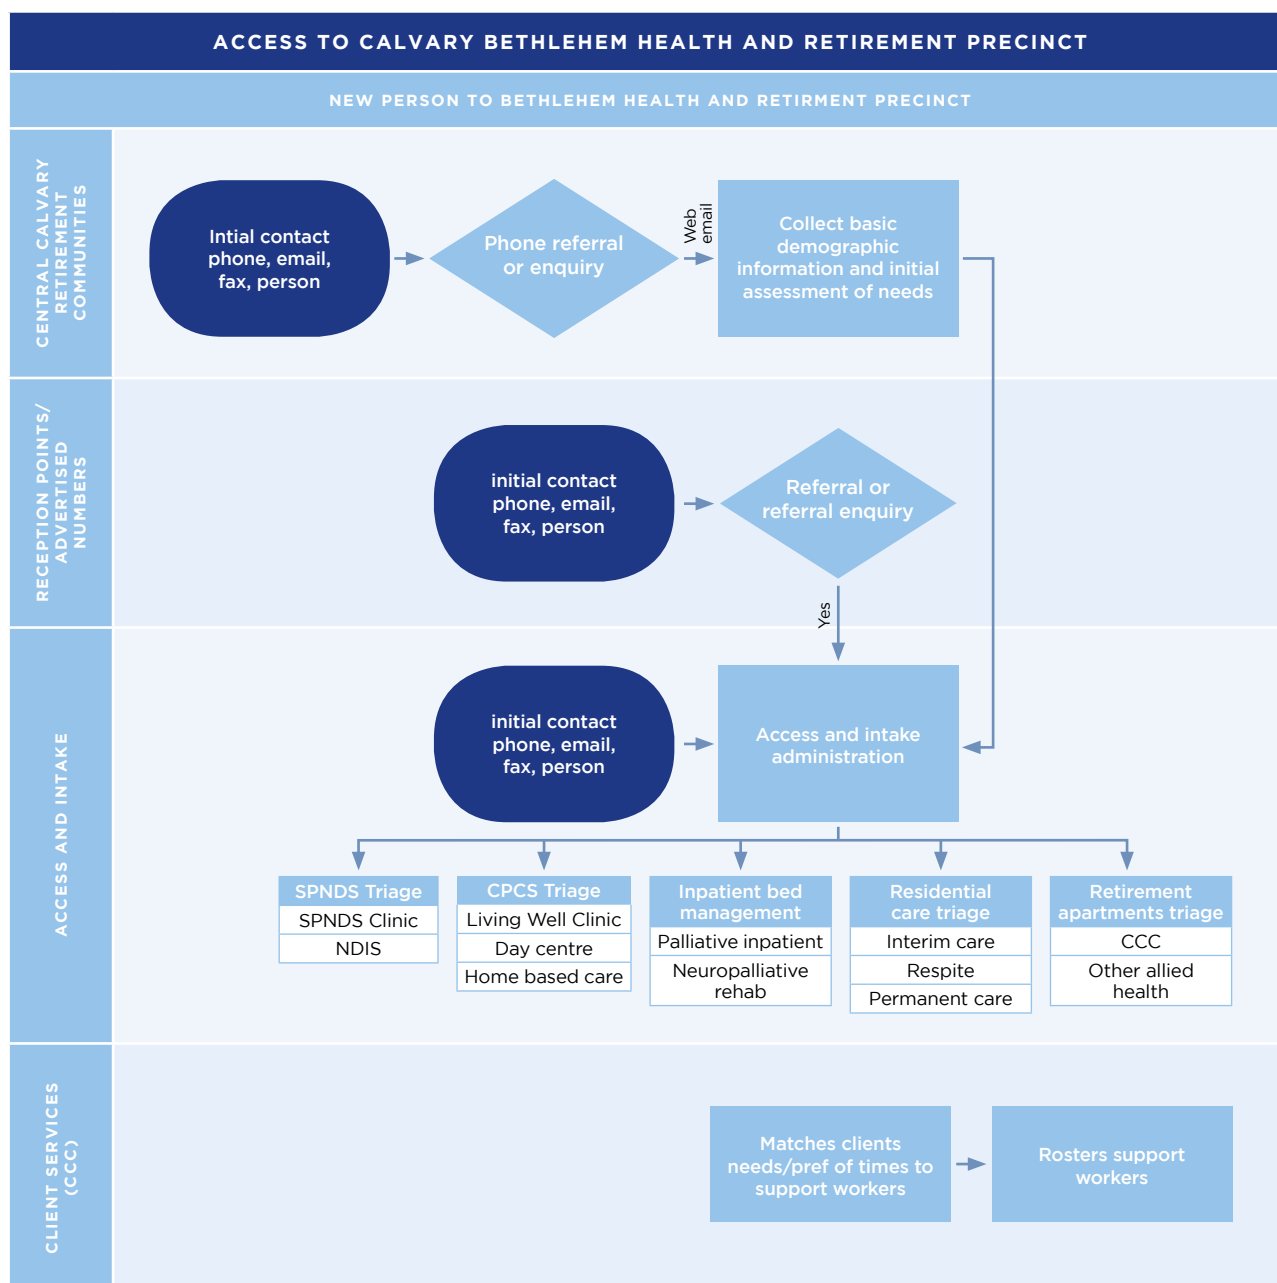 ACCESS TO CALVARY BETHLEHEM HEALTH AND RETIREMENT PRECINCT
NEW PERSON TO BETHLEHEM HEALTH AND RETIRMENT PRECINCT
CENTRAL CALVARY
RETIREMENT
COMMUNITIES
Intial contact
phone, email,
fax, person
Phone referral
or enquiry
Web
email
Collect basic
demographic
information and initial
assessment of needs
RECEPTION POINTS/
ADVERTISED
NUMBERS
initial contact
phone, email,
fax, person
Referral or
referral enquiry
Yes
ACCESS AND INTAKE
initial contact
phone, email,
fax, person
Access and intake
administration
SPNDS Triage
SPNDS Clinic
NDIS
CPCS Triage
Living Well Clinic
Day centre
Home based care
Inpatient bed
management
Palliative inpatient
Neuropalliative
rehab
Residential
care triage
Interim care
Respite
Permanent care
Retirement
apartments triage
CCC
Other allied
health
CLIENT SERVICES
(CCC)
Matches clients
needs/pref of times to
support workers
Rosters support
workers